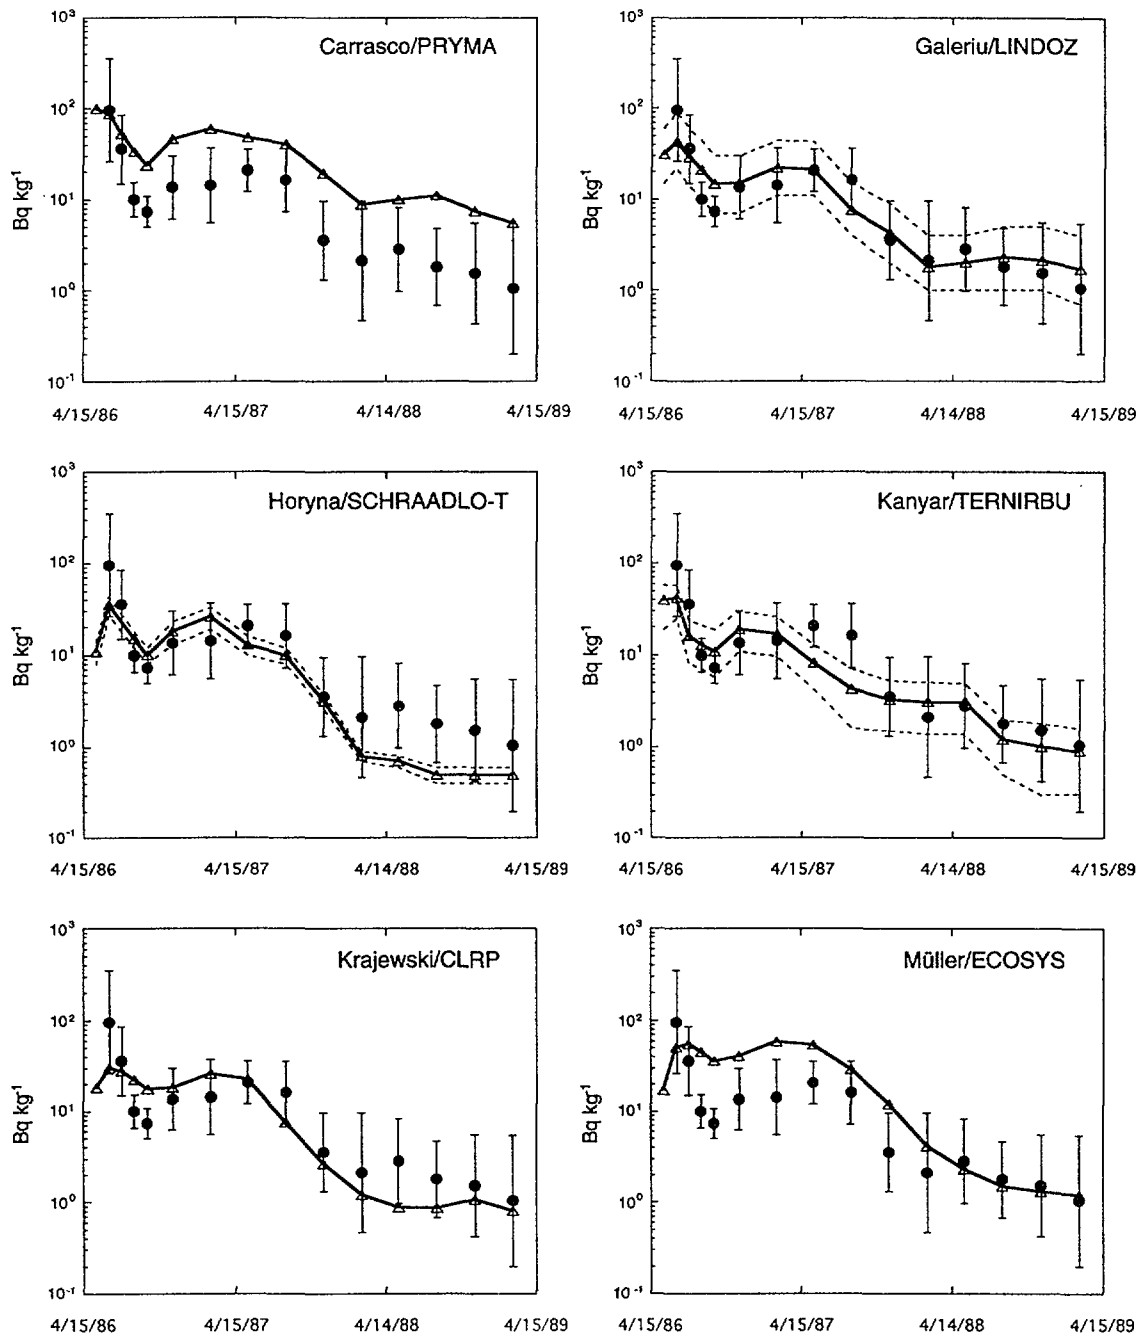 Carrasco/PRYMA
Bq kg⁻¹
10³
10²
10¹
10⁰
10⁻¹
4/15/86 4/15/87 4/14/88 4/15/89
Galeriu/LINDOZ
Bq kg⁻¹
10³
10²
10¹
10⁰
10⁻¹
4/15/86 4/15/87 4/14/88 4/15/89
Horyna/SCHRAADLO-T
Bq kg⁻¹
10³
10²
10¹
10⁰
10⁻¹
4/15/86 4/15/87 4/14/88 4/15/89
Kanyar/TERNIRBU
Bq kg⁻¹
10³
10²
10¹
10⁰
10⁻¹
4/15/86 4/15/87 4/14/88 4/15/89
Krajewski/CLRP
Bq kg⁻¹
10³
10²
10¹
10⁰
10⁻¹
4/15/86 4/15/87 4/14/88 4/15/89
Müller/ECOSYS
Bq kg⁻¹
10³
10²
10¹
10⁰
10⁻¹
4/15/86 4/15/87 4/14/88 4/15/89